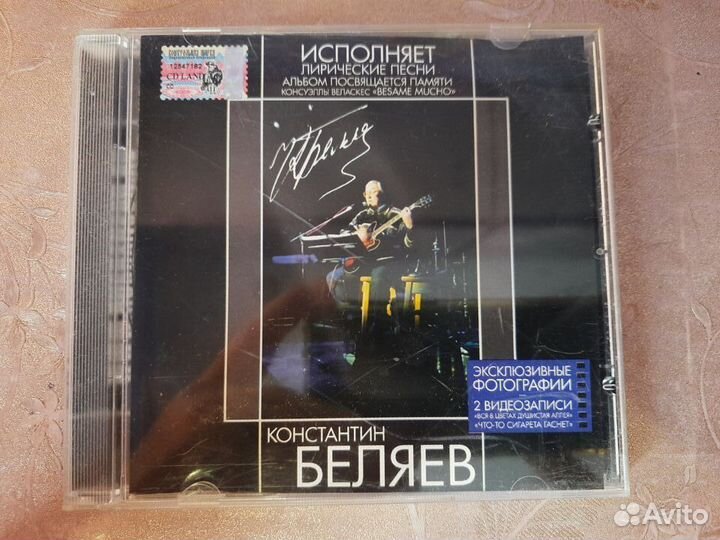 ИСПОЛНЯЕТ
ЛИРИЧЕСКИЕ ПЕСНИ
АЛЬБОМ ПОСВЯЩАЕТСЯ ПАМЯТИ
КОНСУЭЛЛЫ ВЕЛАСКЕС «BESAME MUCHO»
12547182
CD LAND
ЭКСКЛЮЗИВНЫЕ
ФОТОГРАФИИ
2 ВИДЕОЗАПИСИ
«ВСЯ В ЦВЕТАХ ДУШИСТАЯ АЛЛЕЯ»
«ЧТО-ТО СИГАРЕТА ГАСНЕТ»
КОНСТАНТИН
БЕЛЯЕВ
Avito